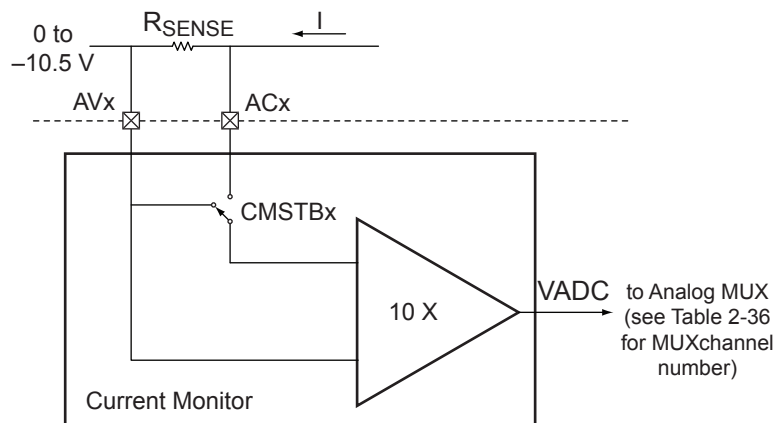 0 to
–10.5 V
RSENSE
I
AVx
ACx
CMSTBx
10 X
VADC
to Analog MUX
(see Table 2-36
for MUXchannel
number)
Current Monitor